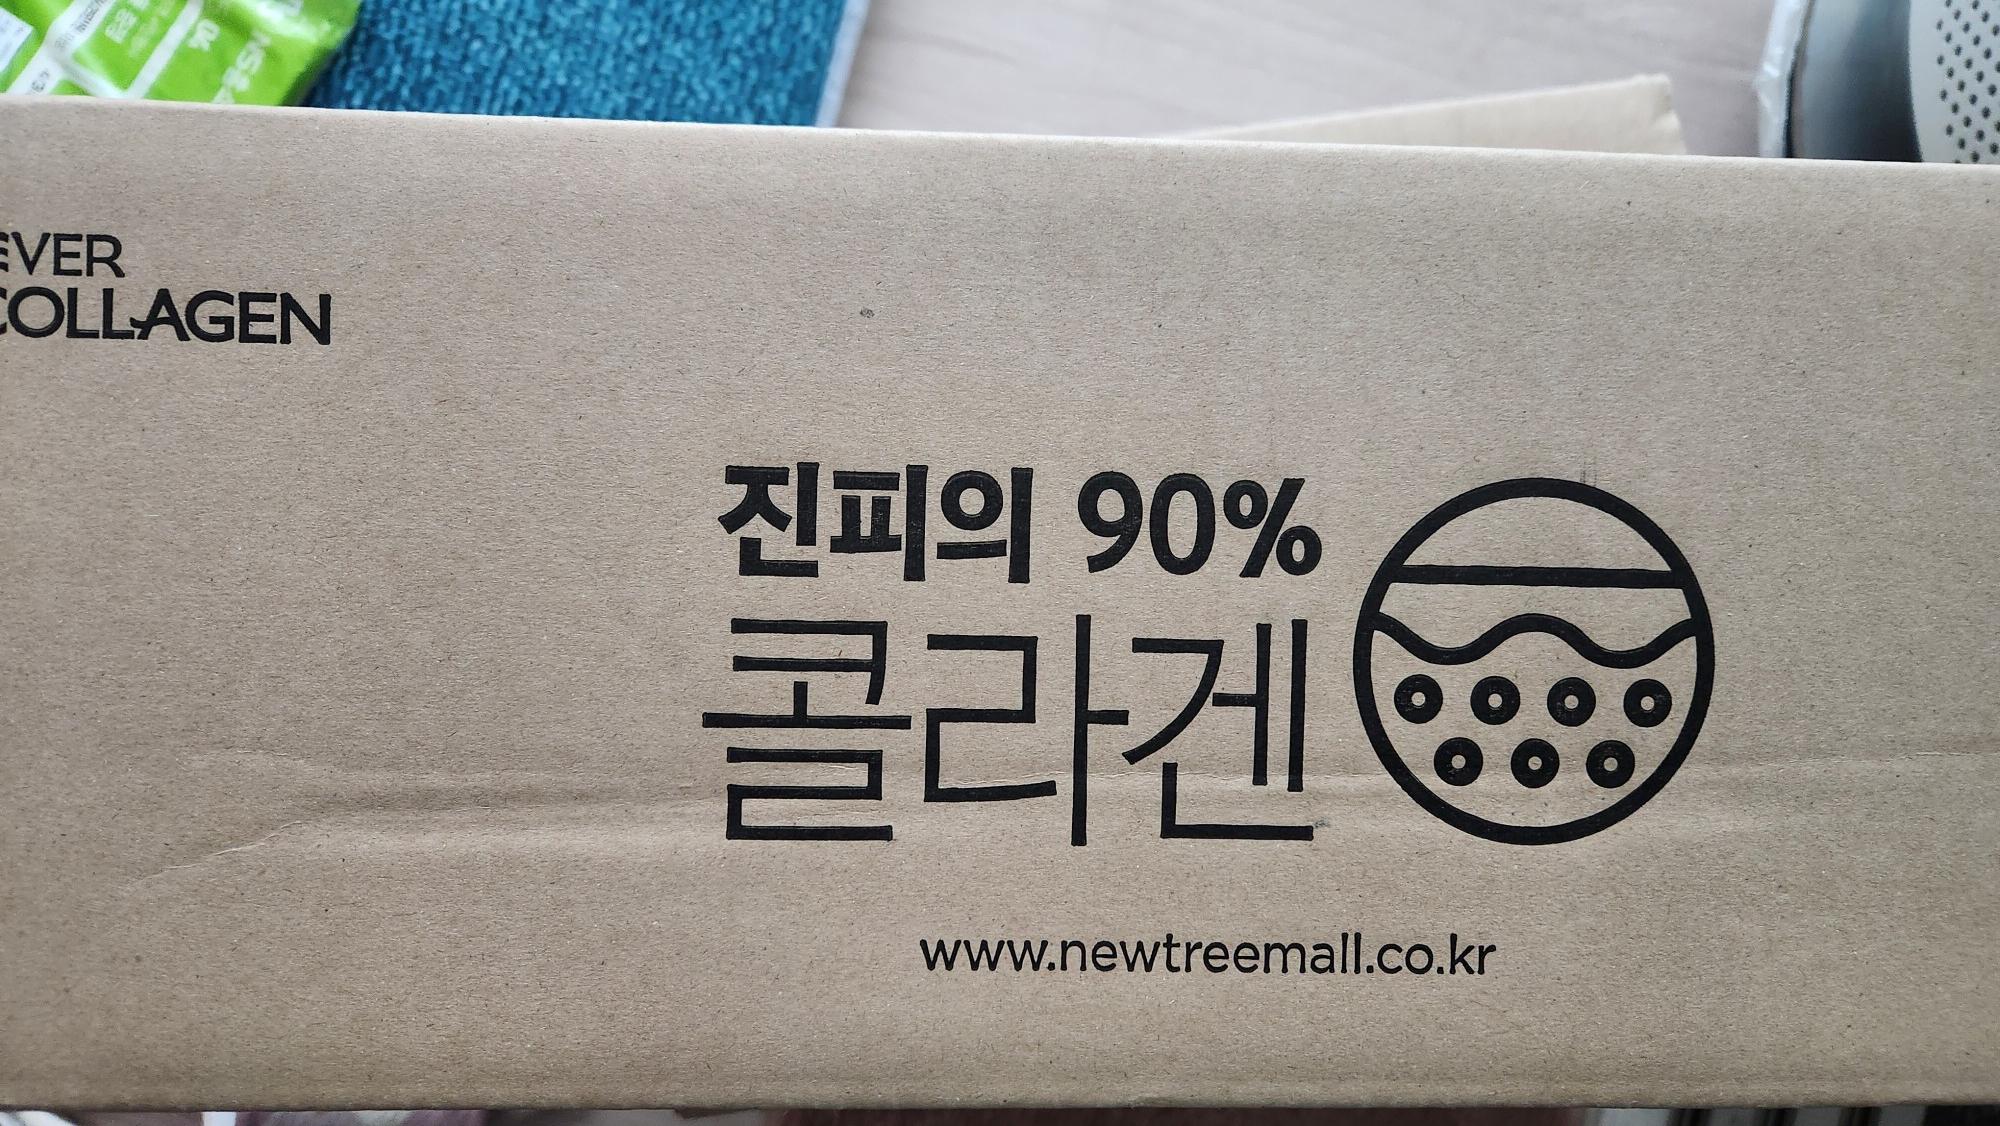 EVER
COLLAGEN
진피의 90%
콜라겐
www.newtreemall.co.kr